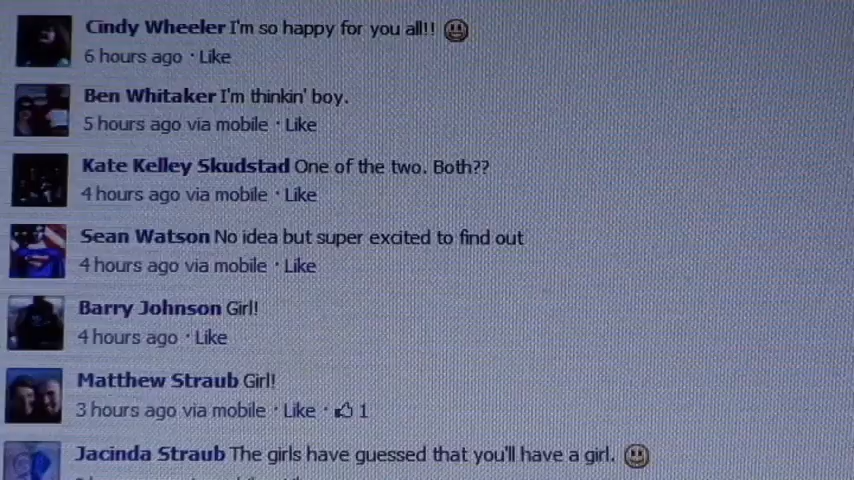 Cindy Wheeler I'm so happy for you all!!
6 hours ago · Like
Ben Whitaker I'm thinkin' boy.
5 hours ago via mobile · Like
Kate Kelley Skudstad One of the two. Both??
4 hours ago via mobile · Like
Sean Watson No idea but super excited to find out
4 hours ago via mobile · Like
Barry Johnson Girl!
4 hours ago · Like
Matthew Straub Girl!
3 hours ago via mobile · Like · 1
Jacinda Straub The girls have guessed that you'll have a girl.